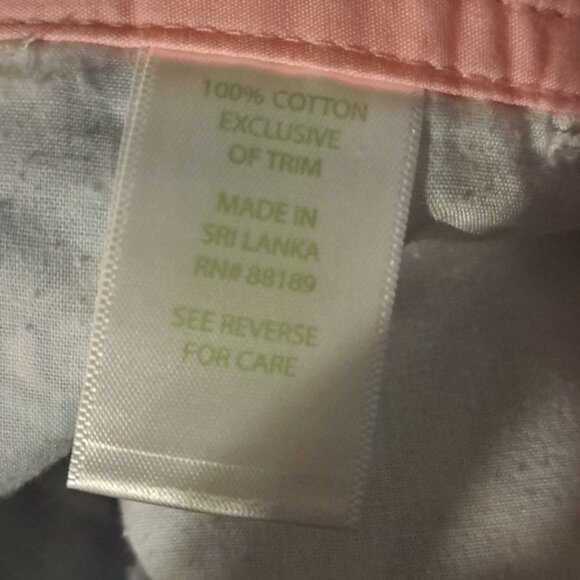 100% COTTON
EXCLUSIVE
OF TRIM
MADE IN
SRI LANKA
RN# 88189
SEE REVERSE
FOR CARE